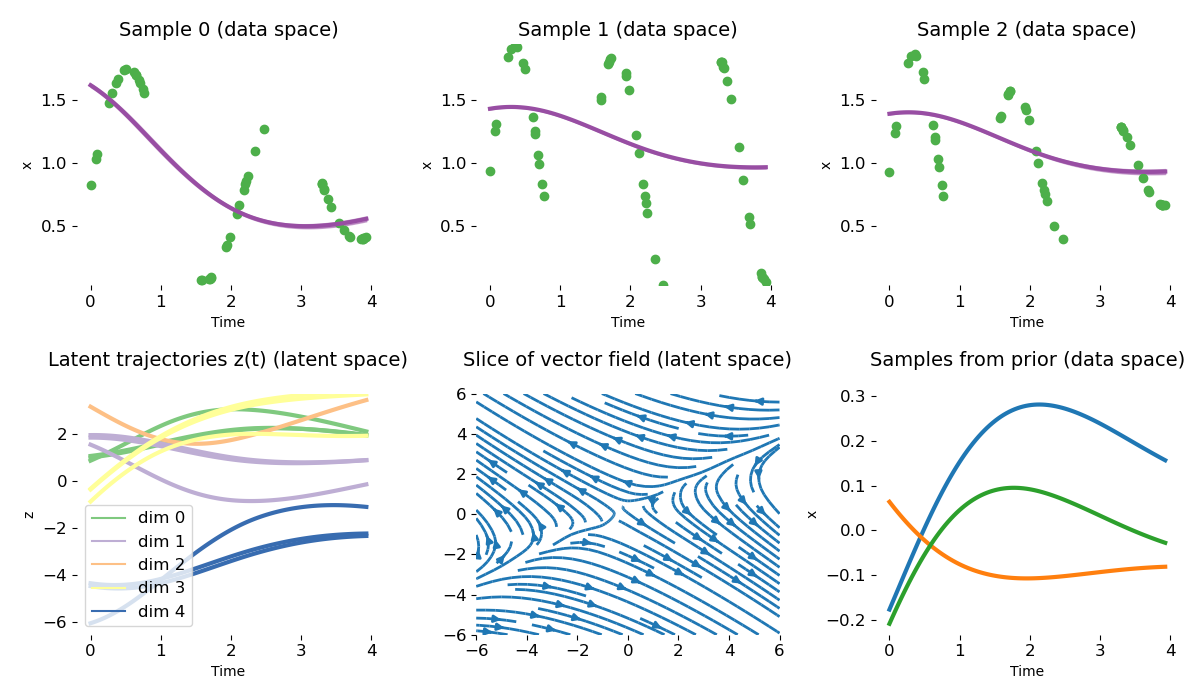 Sample 0 (data space)
Sample 1 (data space)
Sample 2 (data space)
1.5
1.0
0.5
x
0 1 2 3 4
Time
1.5
1.0
0.5
x
0 1 2 3 4
Time
1.5
1.0
0.5
x
0 1 2 3 4
Time
Latent trajectories z(t) (latent space)
Slice of vector field (latent space)
Samples from prior (data space)
2
0
−2
−4
−6
z
dim 0
dim 1
dim 2
dim 3
dim 4
0 1 2 3 4
Time
6
4
2
0
−2
−4
−6
−6 −4 −2 0 2 4 6
0.3
0.2
0.1
0.0
−0.1
−0.2
x
0 1 2 3 4
Time